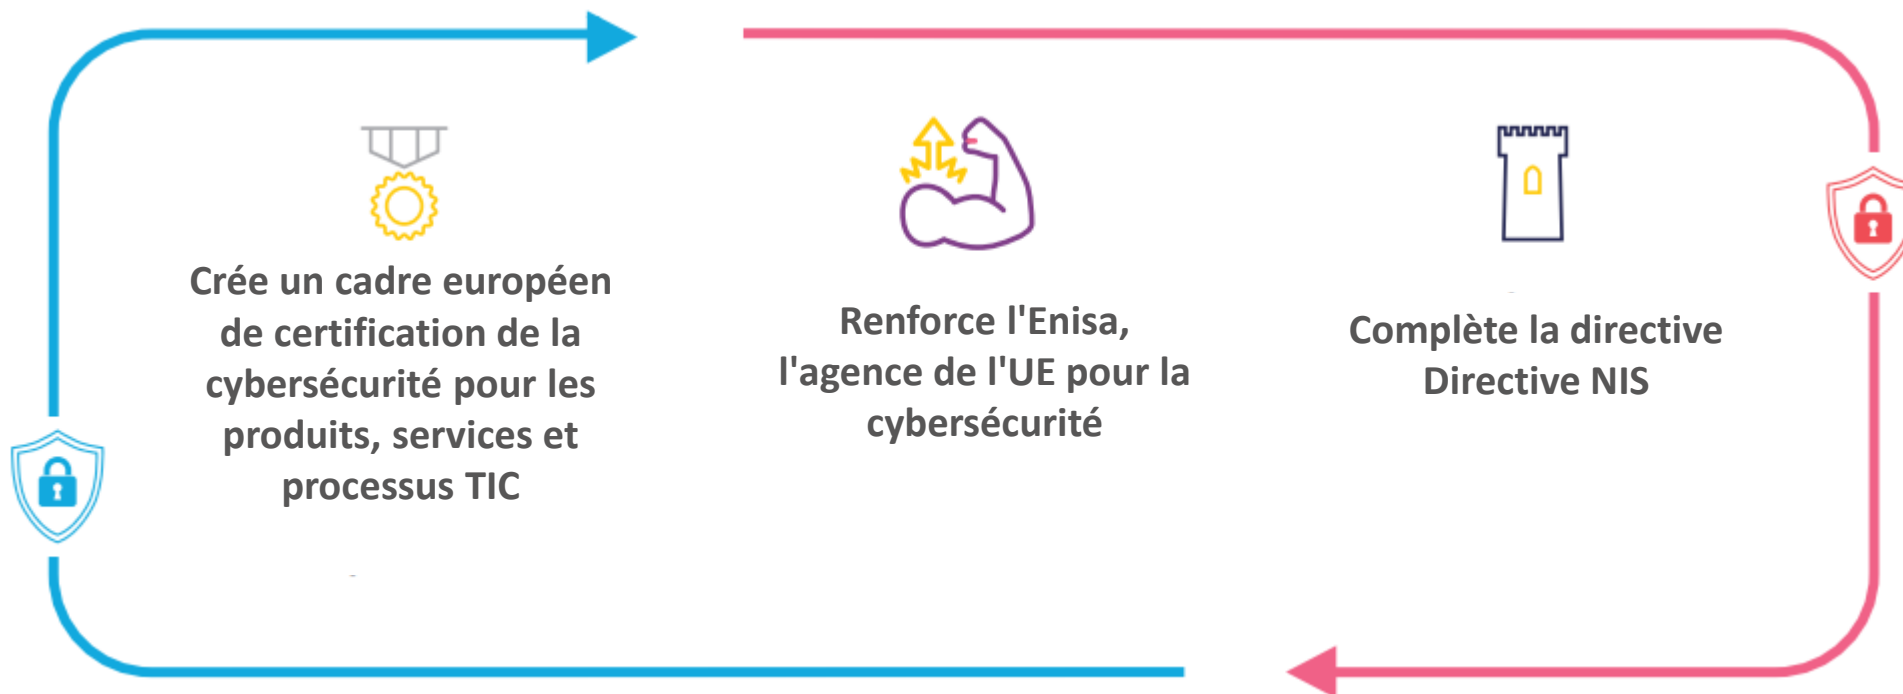 Crée un cadre européen
de certification de la
cybersécurité pour les
produits, services et
processus TIC
Renforce l'Enisa,
l'agence de l'UE pour la
cybersécurité
Complète la directive
Directive NIS